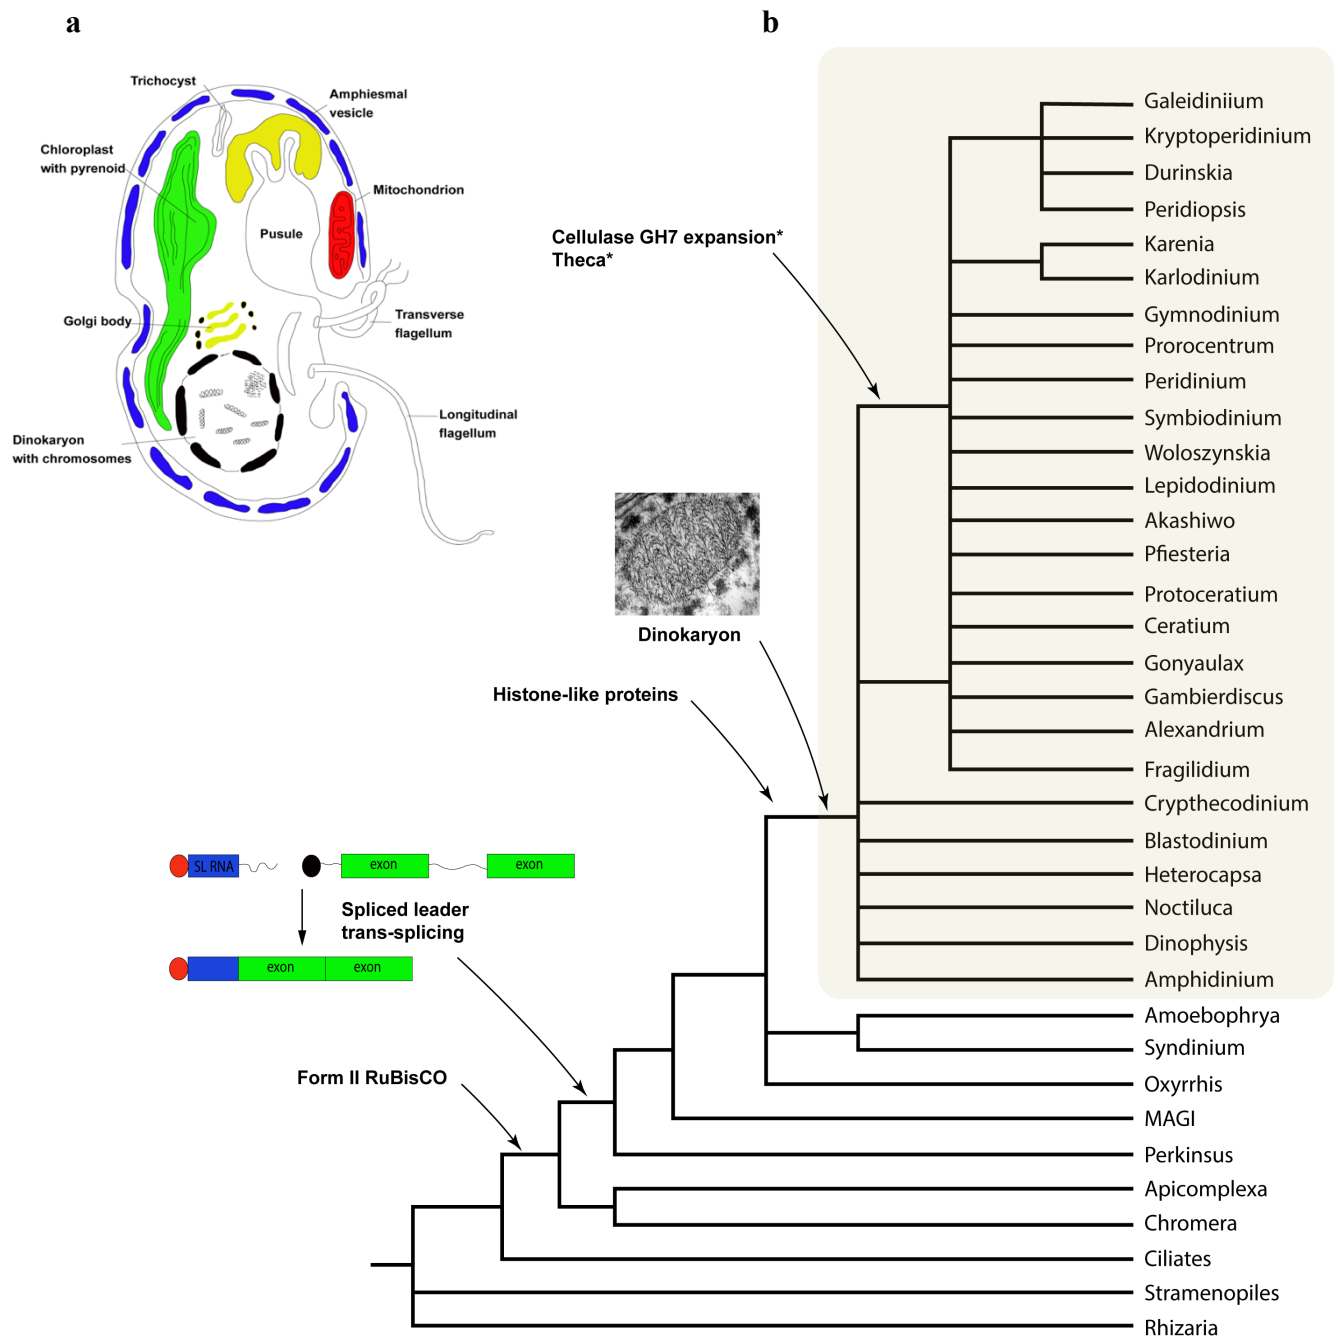 a
b
Trichocyst
Amphiesmal
vesicle
Chloroplast
with pyrenoid
Mitochondrion
Pusule
Golgi body
Transverse
flagellum
Longitudinal
flagellum
Dinokaryon
with chromosomes
Cellulase GH7 expansion*
Theca*
Dinokaryon
Histone-like proteins
SL RNA
exon
exon
Spliced leader
trans-splicing
exon
exon
Form II RuBisCO
Galeidiniium
Kryptoperidinium
Durinskia
Peridiopsis
Karenia
Karlodinium
Gymnodinium
Prorocentrum
Peridinium
Symbiodinium
Woloszynskia
Lepidodinium
Akashiwo
Pfiesteria
Protoceratium
Ceratium
Gonyaulax
Gambierdiscus
Alexandrium
Fragilidium
Crypthecodinium
Blastodinium
Heterocapsa
Noctiluca
Dinophysis
Amphidinium
Amoebophrya
Syndinium
Oxyrrhis
MAGI
Perkinsus
Apicomplexa
Chromera
Ciliates
Stramenopiles
Rhizaria